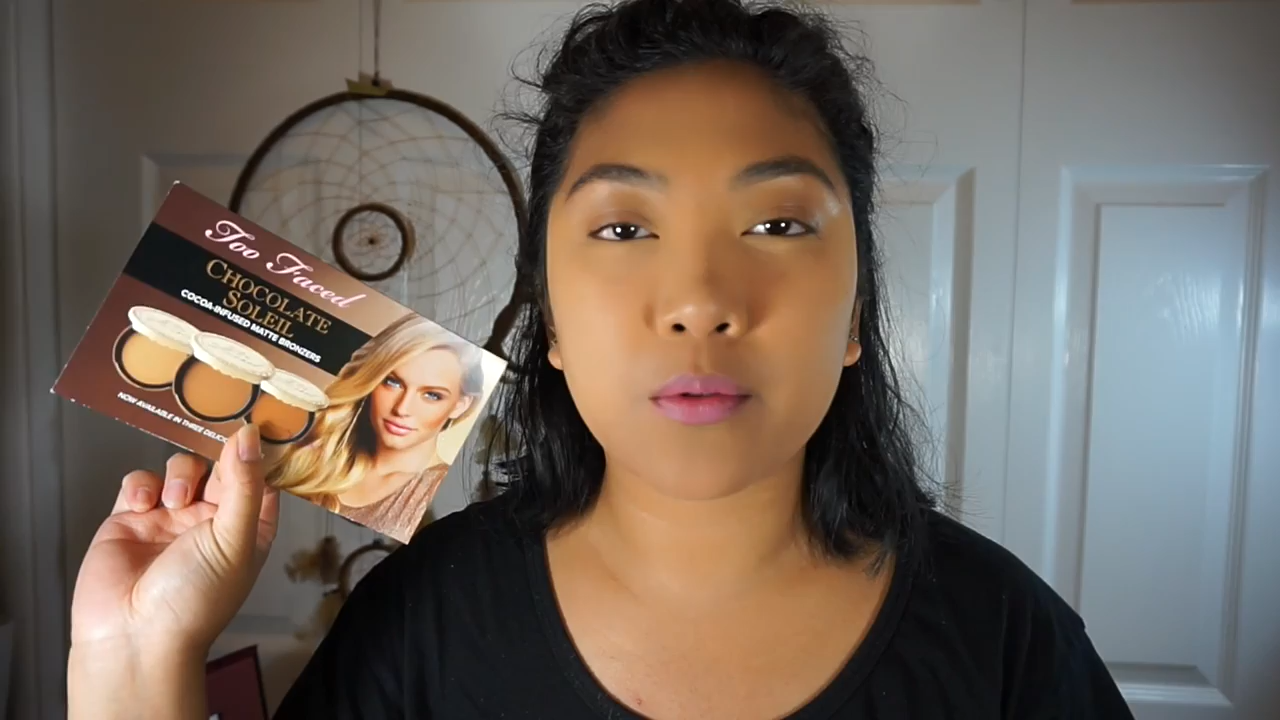 Too Faced
CHOCOLATE
SOLEIL
COCOA-INFUSED MATTE BRONZERS
NOW AVAILABLE IN THREE